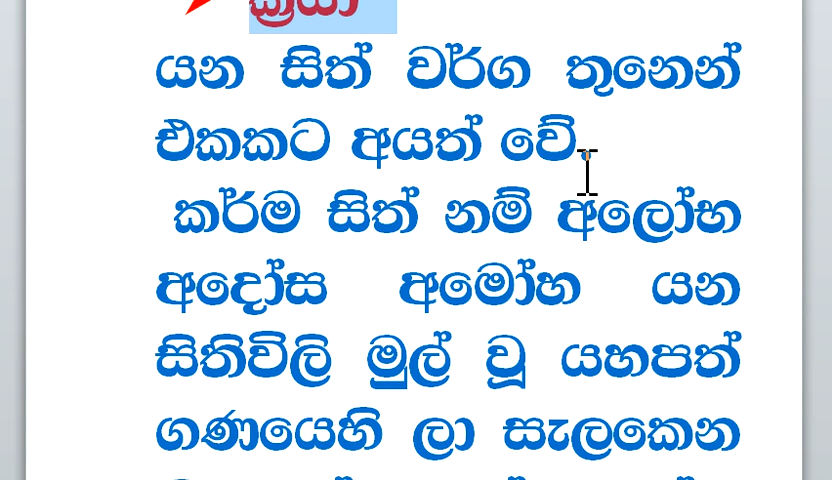 ක්‍රියා
යන සිත් වර්ග තුනෙන්
එකකට අයත් වේ.
කර්ම සිත් නම් අලෝභ
අදෝස අමෝහ යන
සිතිවිලි මුල් වූ යහපත්
ගණයෙහි ලා සැලකෙන